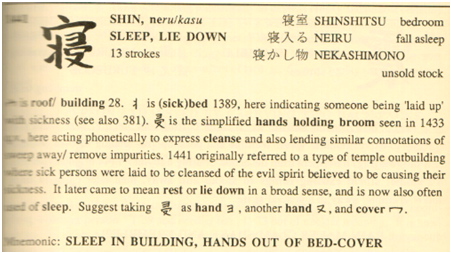 寝 SHIN, neru/kasu 寝室 SHINSHITSU bedroom
SLEEP, LIE DOWN 寝入る NEIRU fall asleep
13 strokes 寝かし物 NEKASHIMONO
unsold stock
宀 is roof/ building 28. 丬 is (sick)bed 1389, here indicating someone being 'laid up'
with sickness (see also 381). is the simplified hands holding broom seen in 1433
here acting phonetically to express cleanse and also lending similar connotations of
sweep away/ remove impurities. 1441 originally referred to a type of temple outbuilding
where sick persons were laid to be cleansed of the evil spirit believed to be causing their
sickness. It later came to mean rest or lie down in a broad sense, and is now also often
used of sleep. Suggest taking as hand ヨ, another hand ヌ, and cover 冖.
Mnemonic: SLEEP IN BUILDING, HANDS OUT OF BED-COVER